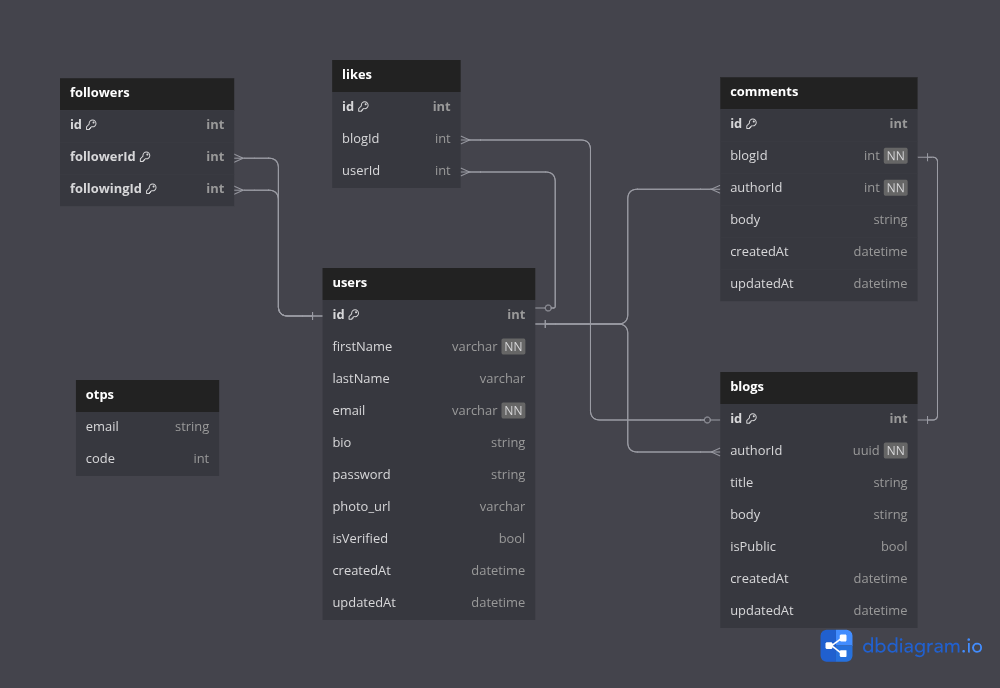 followers
id int
followerId int
followingId int
likes
id int
blogId int
userId int
comments
id int
blogId int NN
authorId int NN
body string
createdAt datetime
updatedAt datetime
users
id int
firstName varchar NN
lastName varchar
email varchar NN
bio string
password string
photo_url varchar
isVerified bool
createdAt datetime
updatedAt datetime
otps
email string
code int
blogs
id int
authorId uuid NN
title string
body stirng
isPublic bool
createdAt datetime
updatedAt datetime
dbdiagram.io